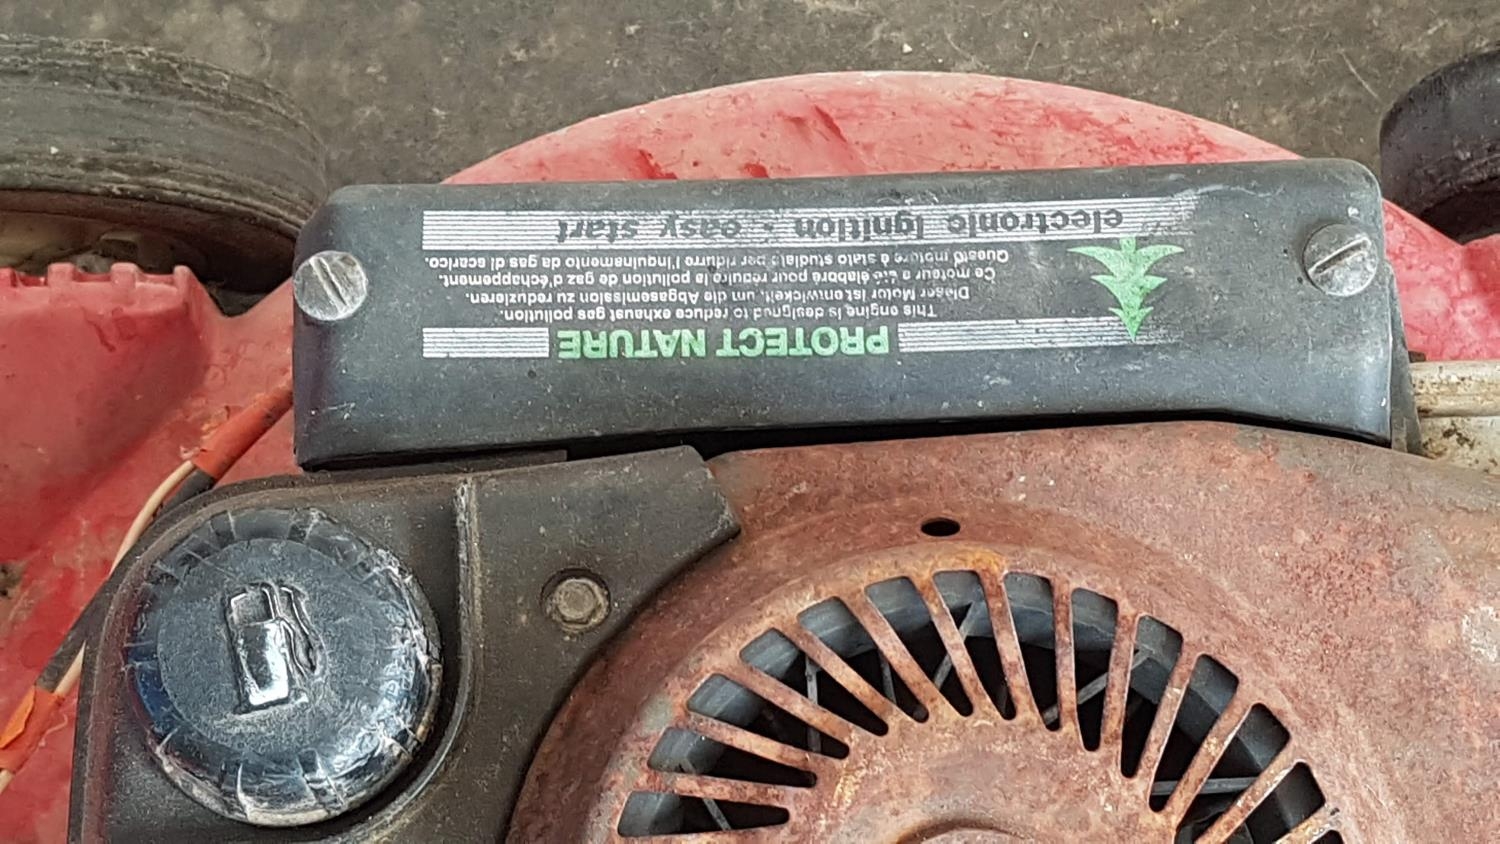 PROTECT NATURE
This engine is designed to reduce exhaust gas pollution.
Dieser Motor ist entwickelt, um die Abgasemission zu reduzieren.
Ce moteur a été élaboré pour réduire la pollution de gaz d'échappement.
Questo motore é stato studiato per ridurre l'inquinamento da gas di scarico.
electronic ignition • easy start